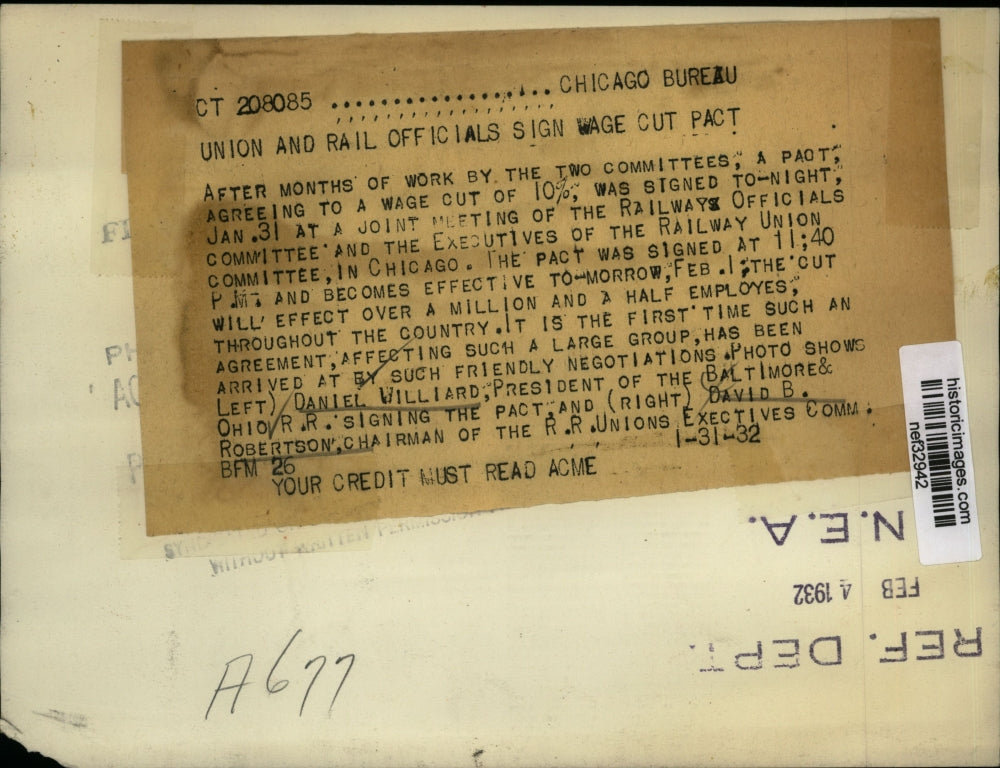 CT 208085 ..................... CHICAGO BUREAU
UNION AND RAIL OFFICIALS SIGN WAGE CUT PACT
AFTER MONTHS OF WORK BY THE TWO COMMITTEES, A PACT,
AGREEING TO A WAGE CUT OF 10%, WAS SIGNED TO-NIGHT,
JAN.31 AT A JOINT MEETING OF THE RAILWAYS OFFICIALS
COMMITTEE AND THE EXECUTIVES OF THE RAILWAY UNION
COMMITTEE, IN CHICAGO. THE PACT WAS SIGNED AT 11;40
P.M. AND BECOMES EFFECTIVE TO-MORROW, FEB.1, THE CUT
WILL EFFECT OVER A MILLION AND A HALF EMPLOYES,
THROUGHOUT THE COUNTRY. IT IS THE FIRST TIME SUCH AN
AGREEMENT, AFFECTING SUCH A LARGE GROUP, HAS BEEN
ARRIVED AT BY SUCH FRIENDLY NEGOTIATIONS. PHOTO SHOWS
LEFT) DANIEL WILLIARD, PRESIDENT OF THE (BALTIMORE&
OHIO R.R. SIGNING THE PACT, AND (RIGHT) DAVID B.
ROBERTSON, CHAIRMAN OF THE R.R. UNIONS EXECTIVES COMM.
BFM 26 1-31-32
YOUR CREDIT MUST READ ACME
WITHOUT WRITTEN PERMISSION
historicimages.com
nef32942
N.E.A.
FEB 4 1932
REF. DEPT.
A677